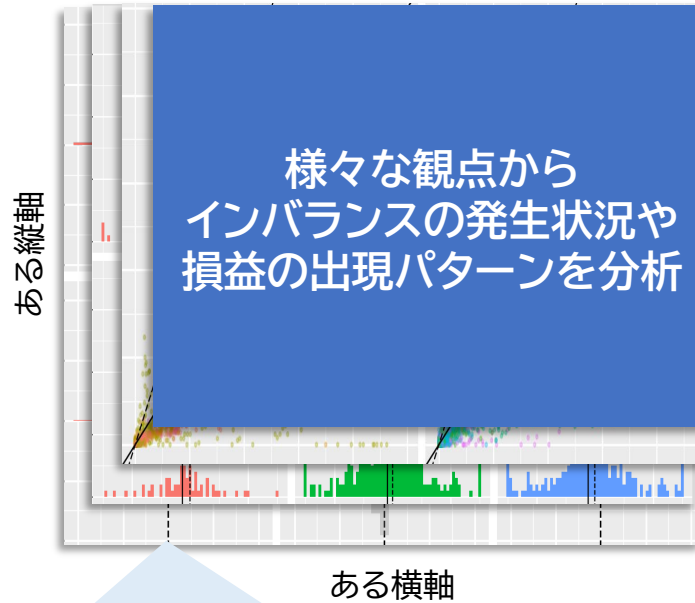 様々な観点から
インバランスの発生状況や
損益の出現パターンを分析
ある縦軸
ある横軸